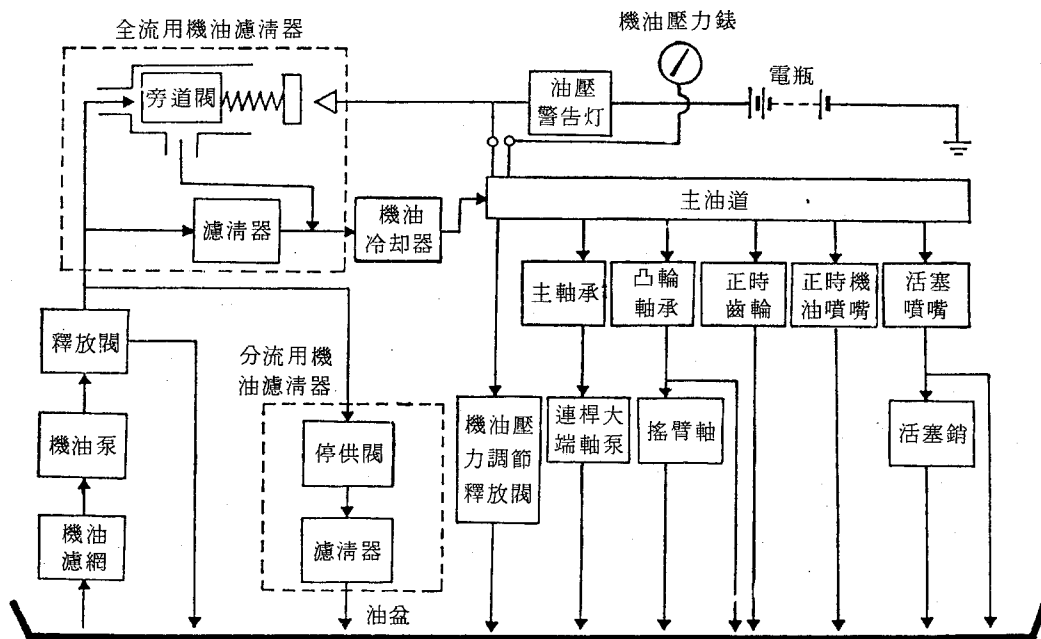 全流用機油濾清器
機油壓力錶
電瓶
旁道閥
油壓
警告灯
主油道
濾清器
機油
冷却器
主軸承
凸輪
軸承
正時
齒輪
正時機
油噴嘴
活塞
噴嘴
釋放閥
分流用機
油濾清器
機油壓
力調節
釋放閥
連桿大
端軸泵
搖臂軸
活塞銷
機油泵
停供閥
機油
濾網
濾清器
油盆